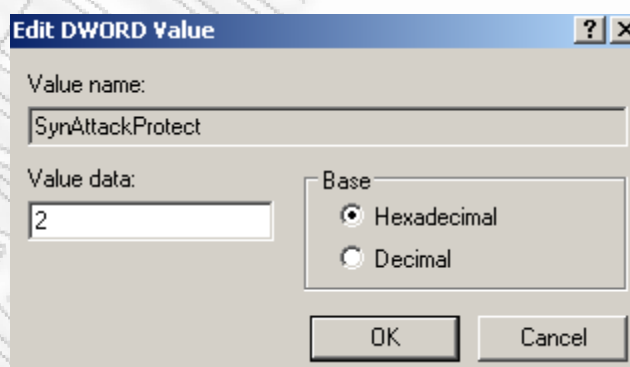 Edit DWORD Value
Value name:
SynAttackProtect
Value data:
2
Base
Hexadecimal
Decimal
OK
Cancel